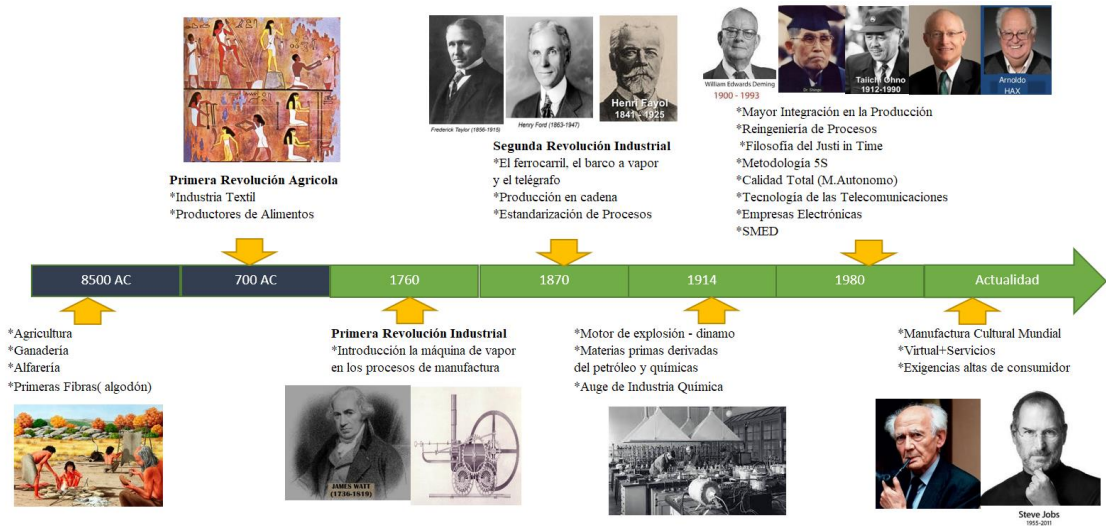 Frederick Taylor (1856-1915)
Henry Ford (1863-1947)
Henri Fayol
1841 - 1925
William Edwards Deming
1900 - 1993
Taiichi Ohno
1912-1990
Arnoldo
HAX
Primera Revolución Agricola
*Industria Textil
*Productores de Alimentos
Segunda Revolución Industrial
*El ferrocarril, el barco a vapor
y el telégrafo
*Producción en cadena
*Estandarización de Procesos
*Mayor Integración en la Producción
*Reingeniería de Procesos
*Filosofía del Justi in Time
*Metodología 5S
*Calidad Total (M.Autonomo)
*Tecnología de las Telecomunicaciones
*Empresas Electrónicas
*SMED
8500 AC
700 AC
1760
1870
1914
1980
Actualidad
*Agricultura
*Ganadería
*Alfarería
*Primeras Fibras( algodón)
Primera Revolución Industrial
*Introducción la máquina de vapor
en los procesos de manufactura
JAMES WATT
(1736-1819)
*Motor de explosión - dinamo
*Materias primas derivadas
del petróleo y químicas
*Auge de Industria Química
*Manufactura Cultural Mundial
*Virtual+Servicios
*Exigencias altas de consumidor
Steve Jobs
1955-2011